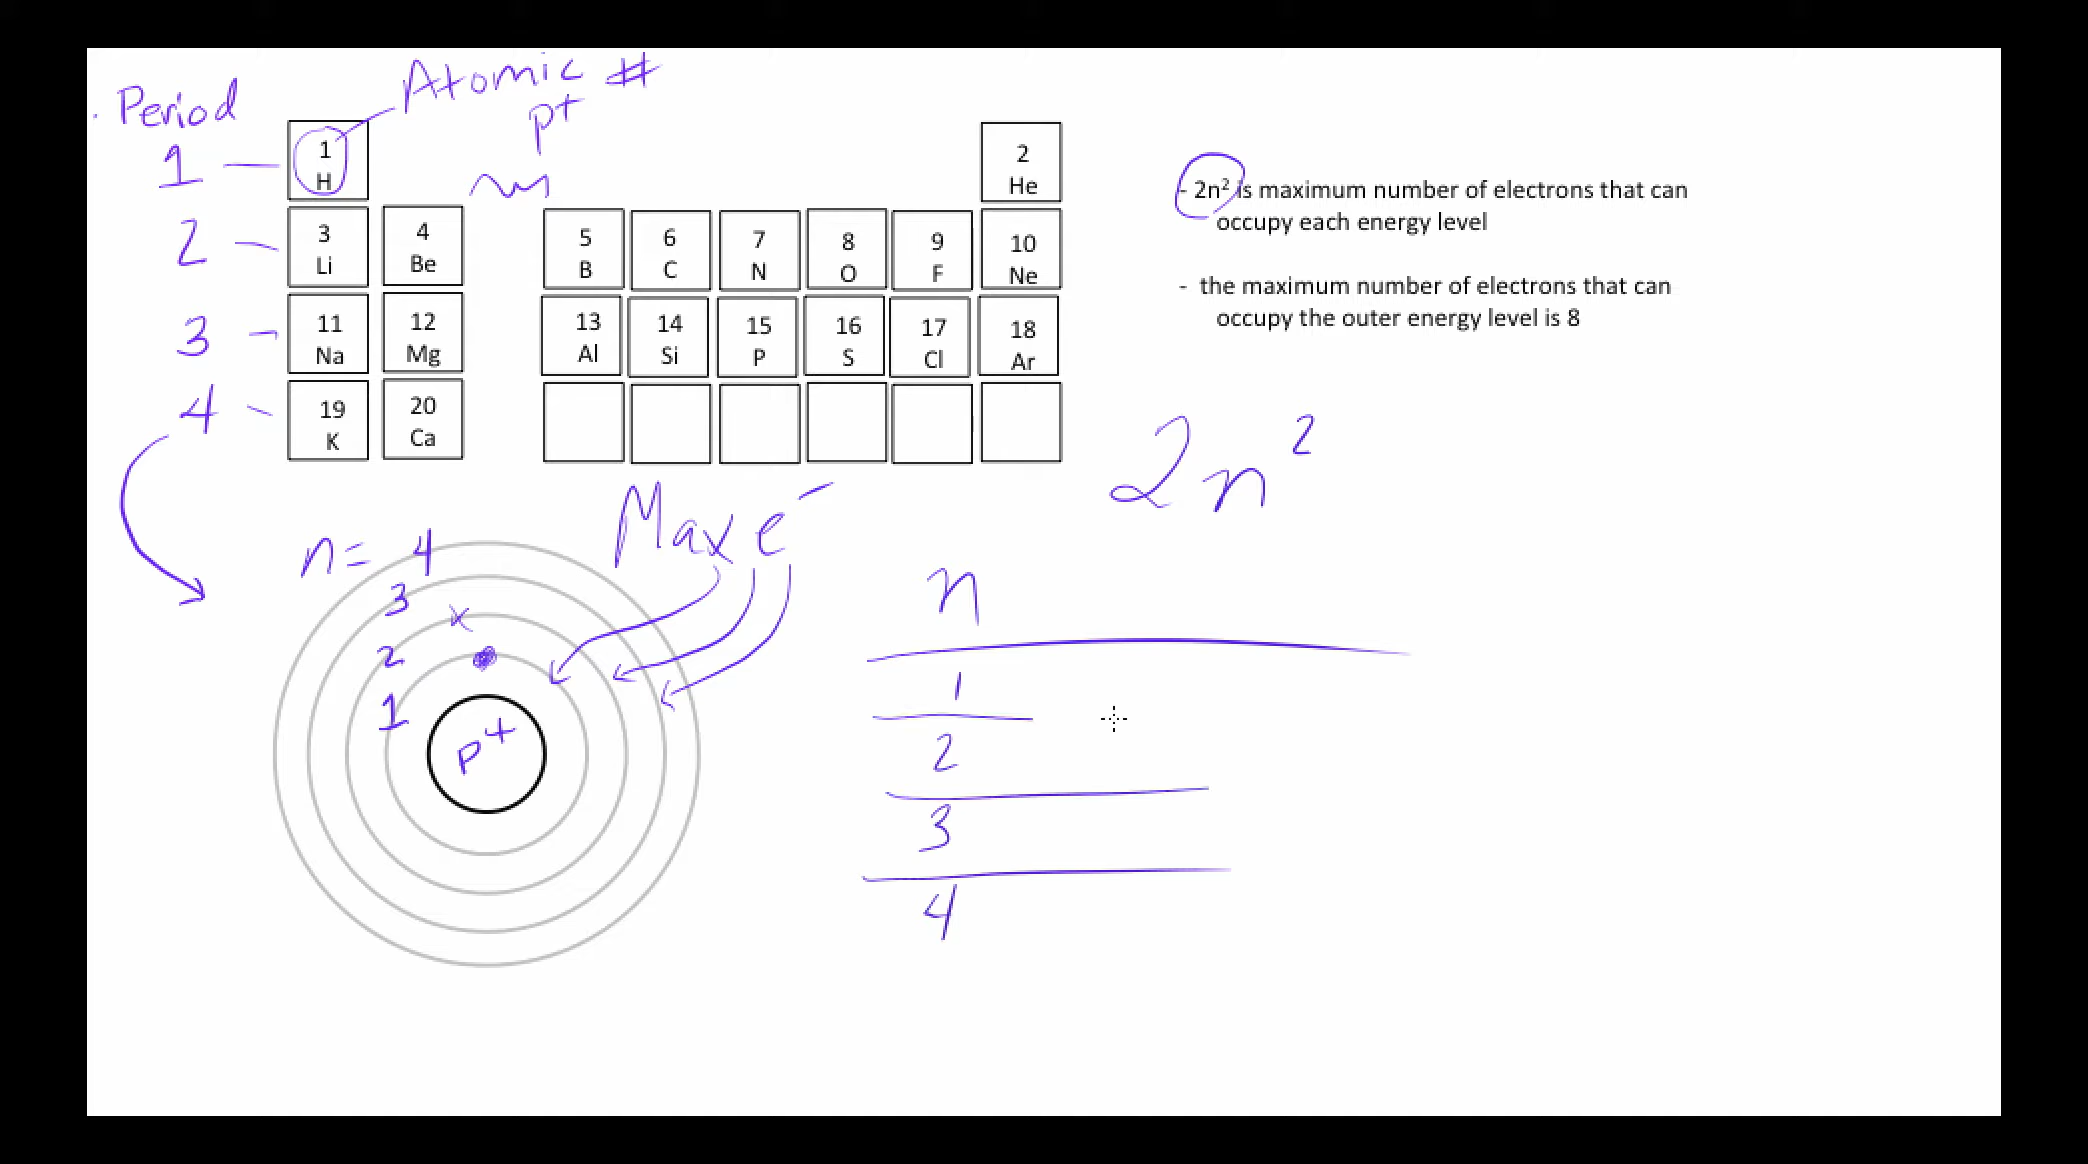 Period
Atomic #
p+
1
2
3
4
1
H
2
He
3
Li
4
Be
5
B
6
C
7
N
8
O
9
F
10
Ne
11
Na
12
Mg
13
Al
14
Si
15
P
16
S
17
Cl
18
Ar
19
K
20
Ca
- 2n² is maximum number of electrons that can
occupy each energy level
- the maximum number of electrons that can
occupy the outer energy level is 8
2n²
Max e⁻
n= 4
3
2
1
p+
n
1
2
3
4